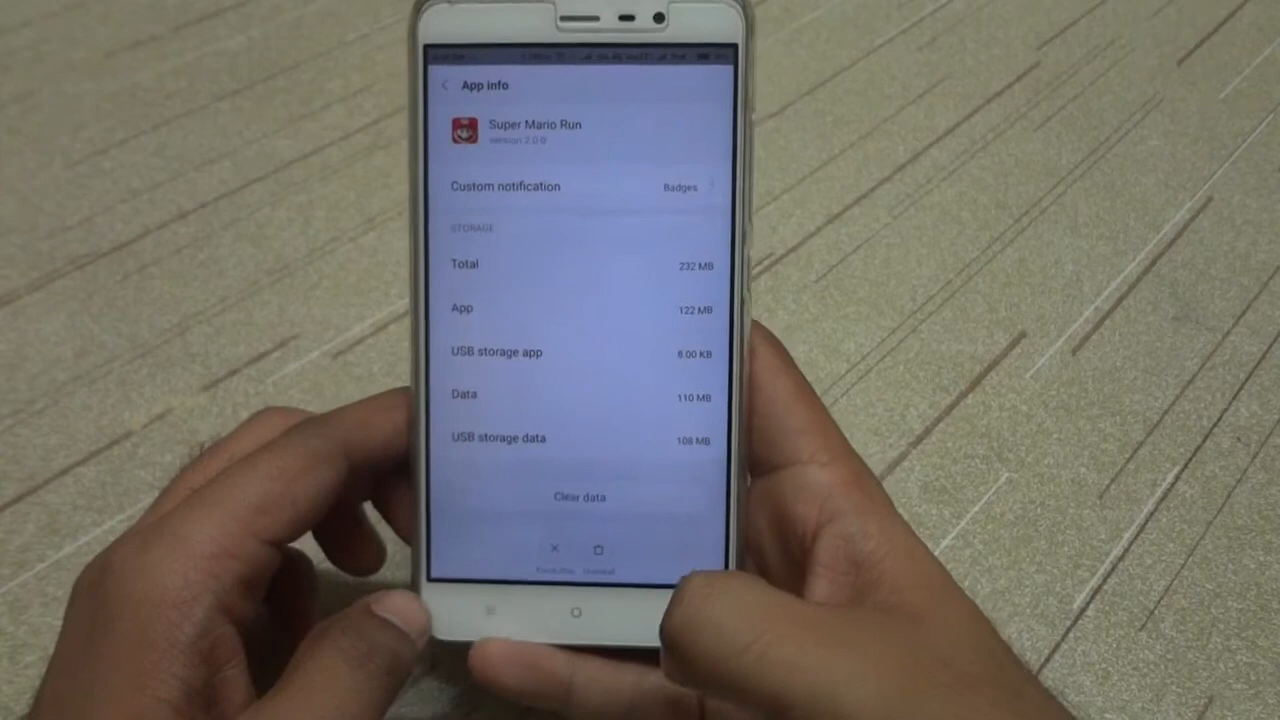 App info
Super Mario Run
version 2.0.0
Custom notification Badges
STORAGE
Total 232 MB
App 122 MB
USB storage app 8.00 KB
Data 110 MB
USB storage data 108 MB
Clear data
Uninstall